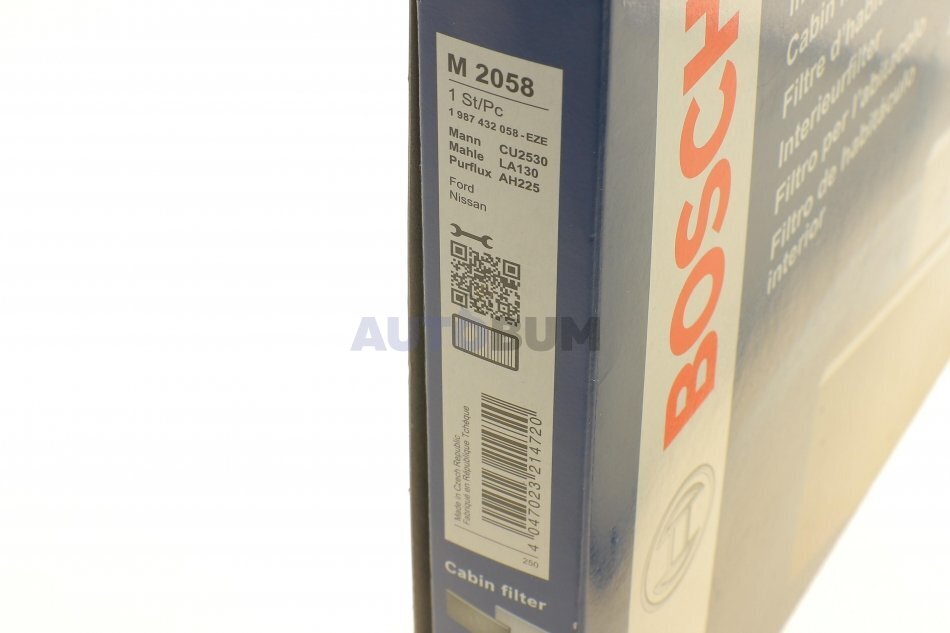 M 2058
1 St/Pc
1 987 432 058 - EZE
Mann CU2530
Mahle LA130
Purflux AH225
Ford
Nissan
AUTOBUM
Made in Czech Republic
Fabriqué en République Tchèque
4 047023 214720
250
Cabin filter
BOSCH
Cabin
Filtre d'habitacle
Interieurfilter
Filtro per l'abitacolo
Filtro de habitáculo
interior